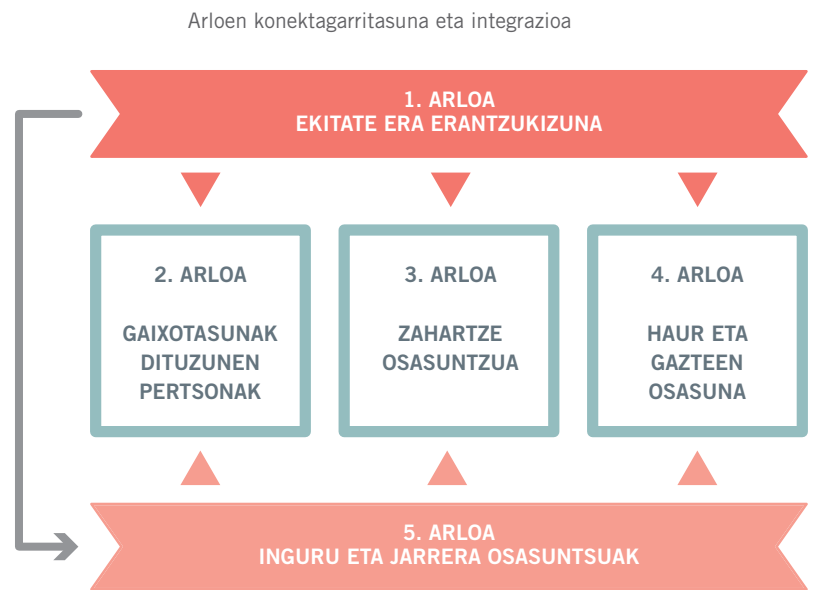 Arloen konektagarritasuna eta integrazioa
1. ARLOA
EKITATE ERA ERANTZUKIZUNA
2. ARLOA
GAIXOTASUNAK
DITUZUNEN
PERTSONAK
3. ARLOA
ZAHARTZE
OSASUNTZUA
4. ARLOA
HAUR ETA
GAZTEEN
OSASUNA
5. ARLOA
INGURU ETA JARRERA OSASUNTSUAK